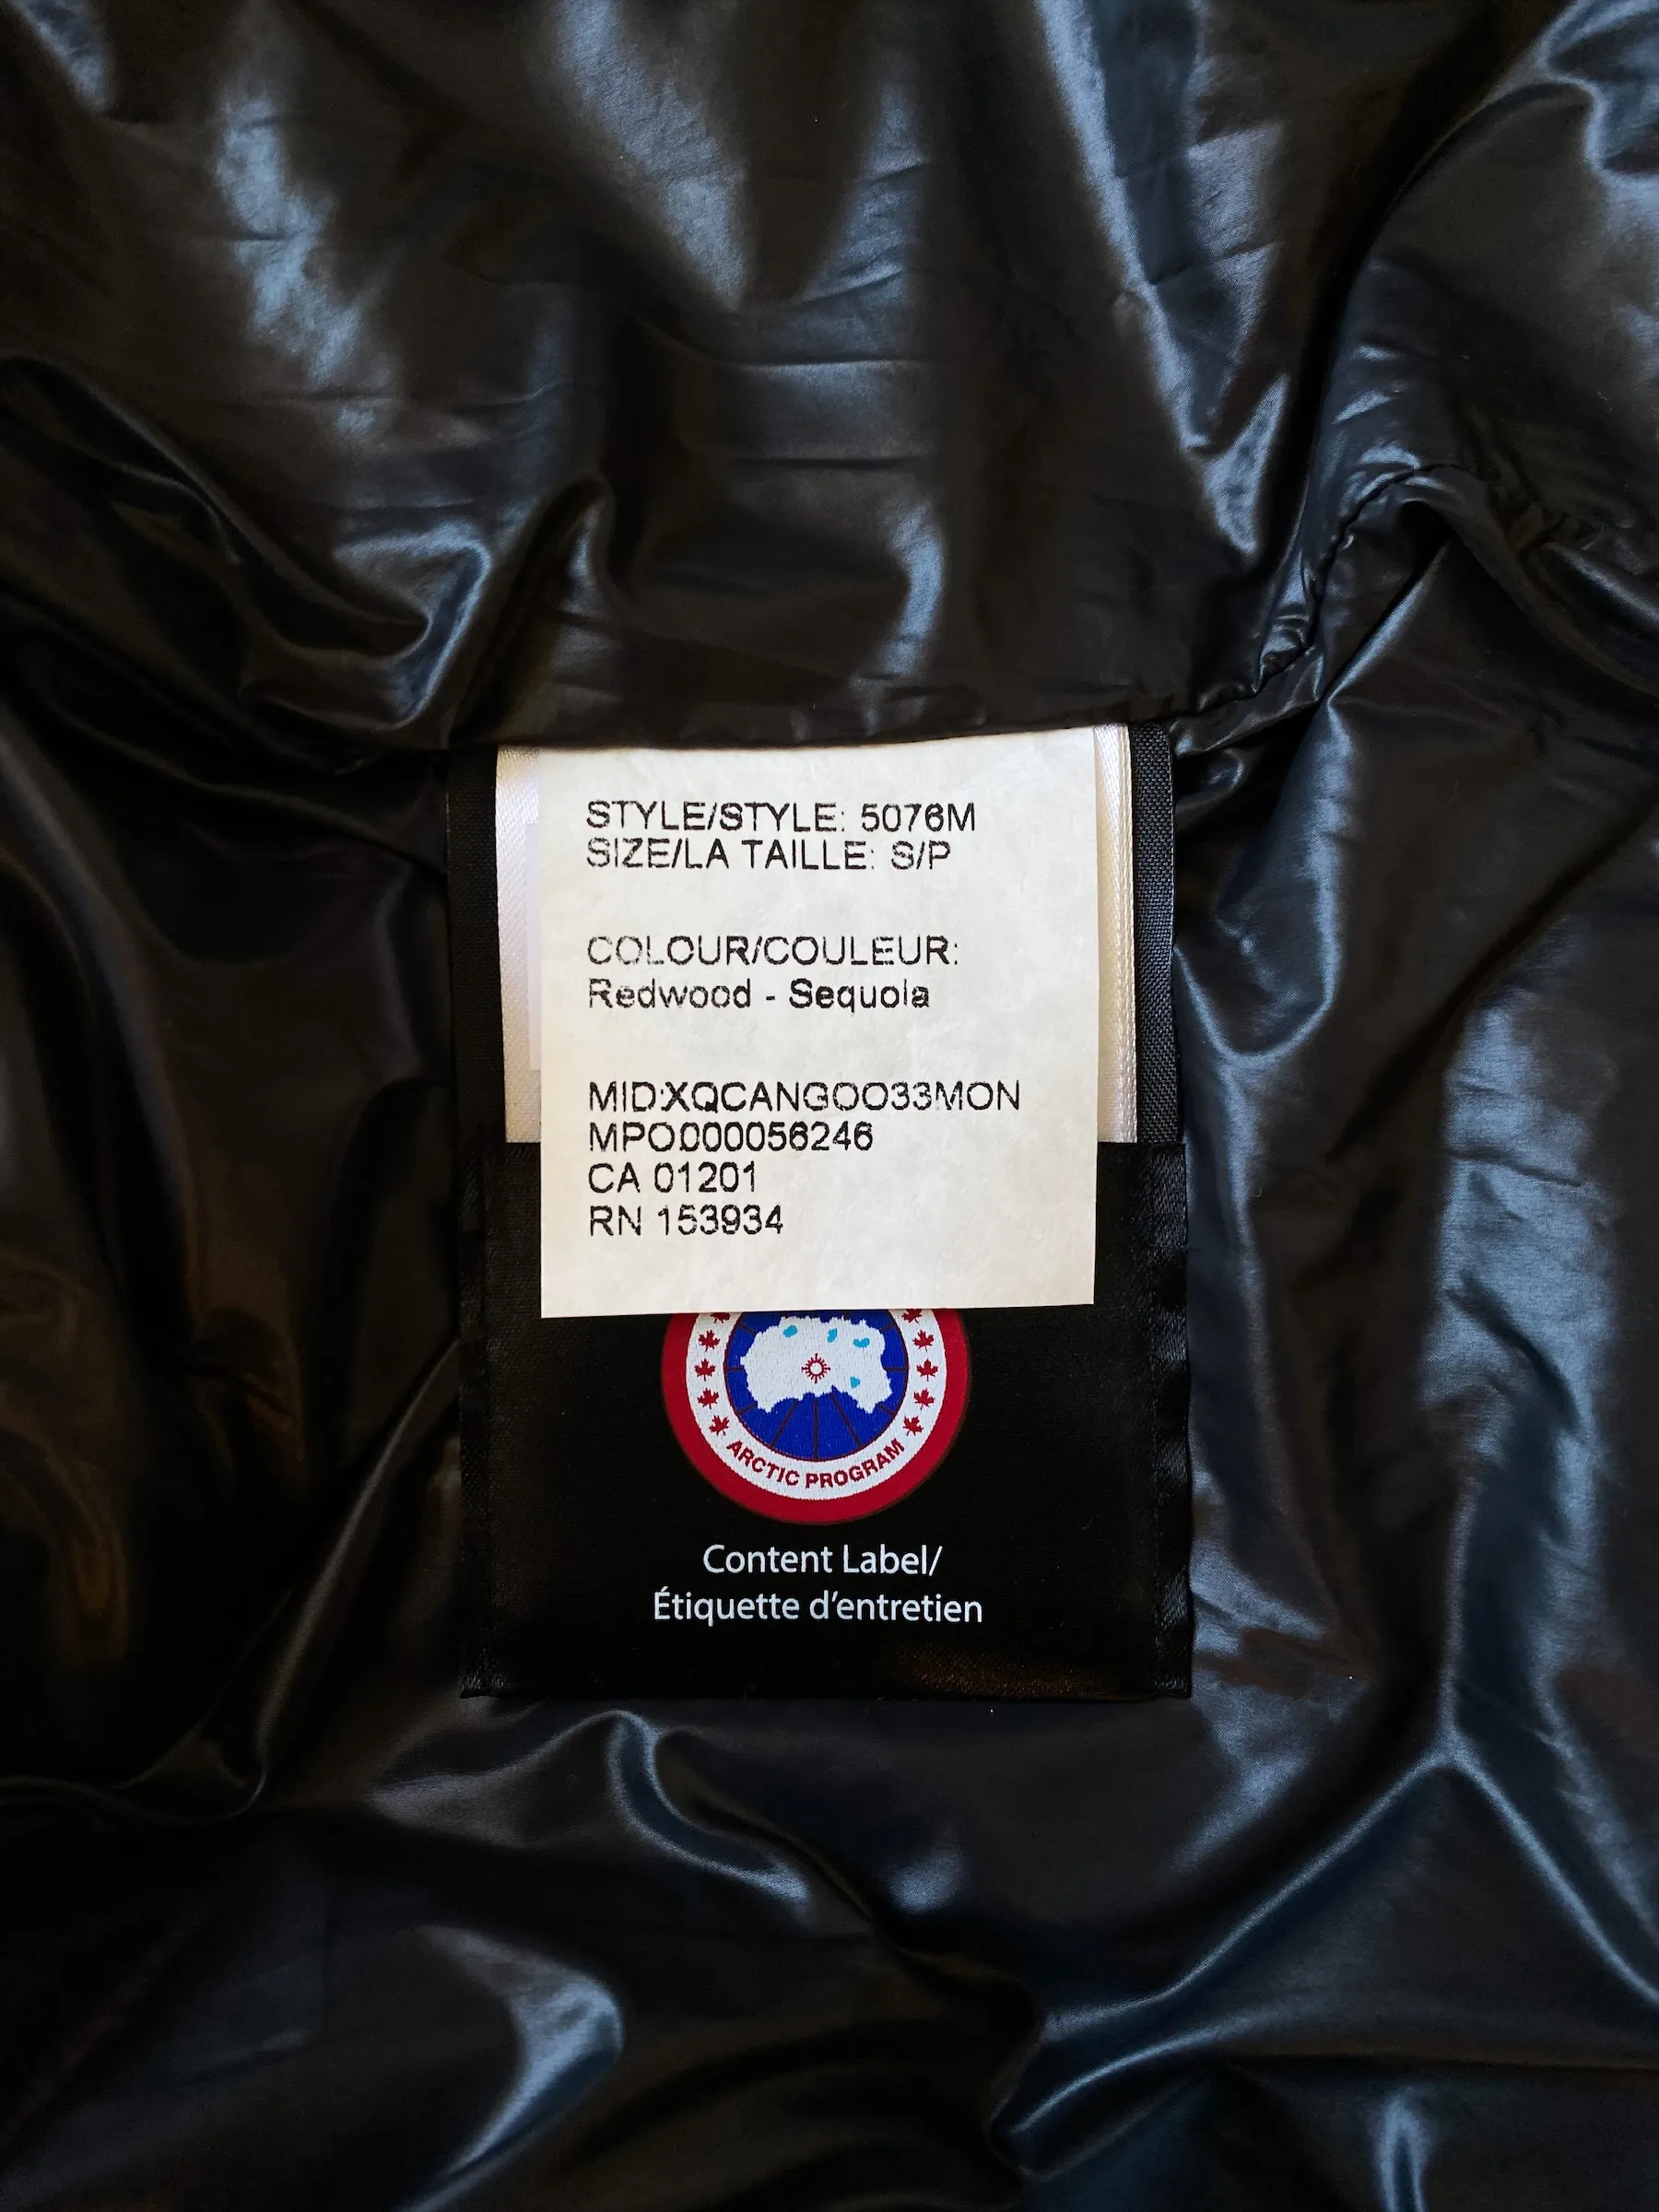 STYLE/STYLE: 5076M
SIZE/LA TAILLE: S/P
COLOUR/COULEUR:
Redwood - Sequoia
MID:XQCANGOO33MON
MPO000056246
CA 01201
RN 153934
ARCTIC PROGRAM
Content Label/
Étiquette d'entretien